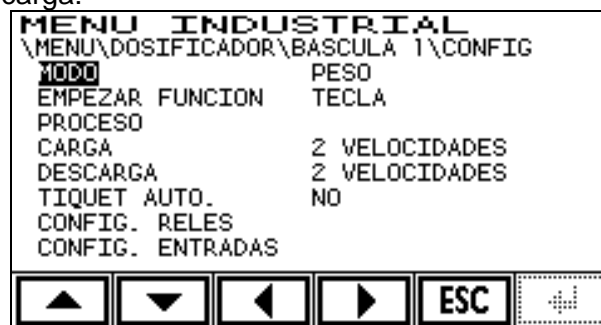 carga.
MENU INDUSTRIAL
\MENU\DOSIFICADOR\BASCULA 1\CONFIG
MODO PESO
EMPEZAR FUNCION TECLA
PROCESO
CARGA 2 VELOCIDADES
DESCARGA 2 VELOCIDADES
TIQUET AUTO. NO
CONFIG. RELES
CONFIG. ENTRADAS
ESC